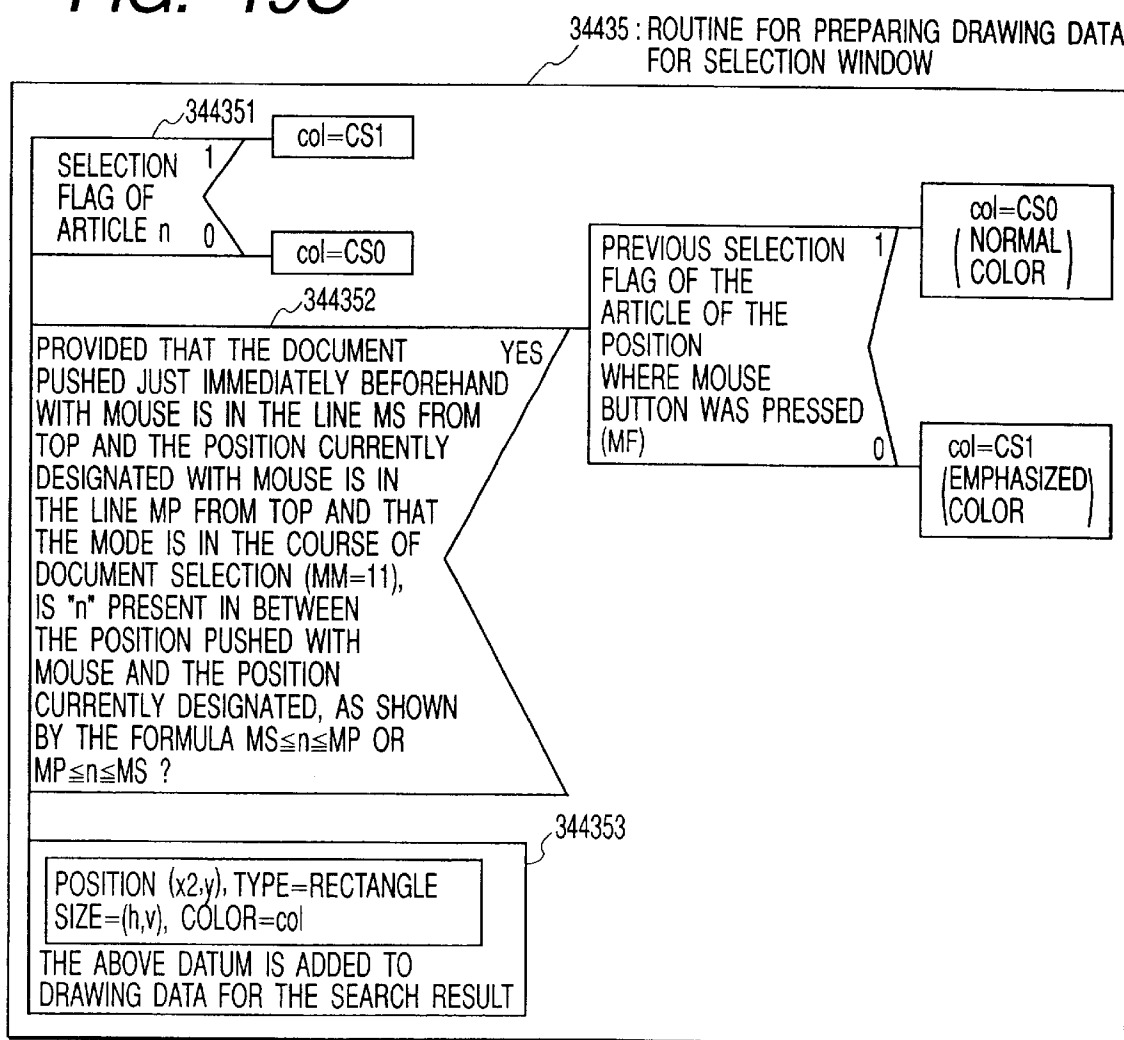 FIG. 19C
34435 : ROUTINE FOR PREPARING DRAWING DATA
FOR SELECTION WINDOW
344351
SELECTION 1
FLAG OF
ARTICLE n 0
col=CS1
col=CS0
344352
PROVIDED THAT THE DOCUMENT YES
PUSHED JUST IMMEDIATELY BEFOREHAND
WITH MOUSE IS IN THE LINE MS FROM
TOP AND THE POSITION CURRENTLY
DESIGNATED WITH MOUSE IS IN
THE LINE MP FROM TOP AND THAT
THE MODE IS IN THE COURSE OF
DOCUMENT SELECTION (MM=11),
IS "n" PRESENT IN BETWEEN
THE POSITION PUSHED WITH
MOUSE AND THE POSITION
CURRENTLY DESIGNATED, AS SHOWN
BY THE FORMULA MS≦n≦MP OR
MP≦n≦MS ?
PREVIOUS SELECTION 1
FLAG OF THE
ARTICLE OF THE
POSITION
WHERE MOUSE
BUTTON WAS PRESSED
(MF) 0
col=CS0
(NORMAL
COLOR)
col=CS1
(EMPHASIZED
COLOR)
344353
POSITION (x2,y), TYPE=RECTANGLE
SIZE=(h,v), COLOR=col
THE ABOVE DATUM IS ADDED TO
DRAWING DATA FOR THE SEARCH RESULT